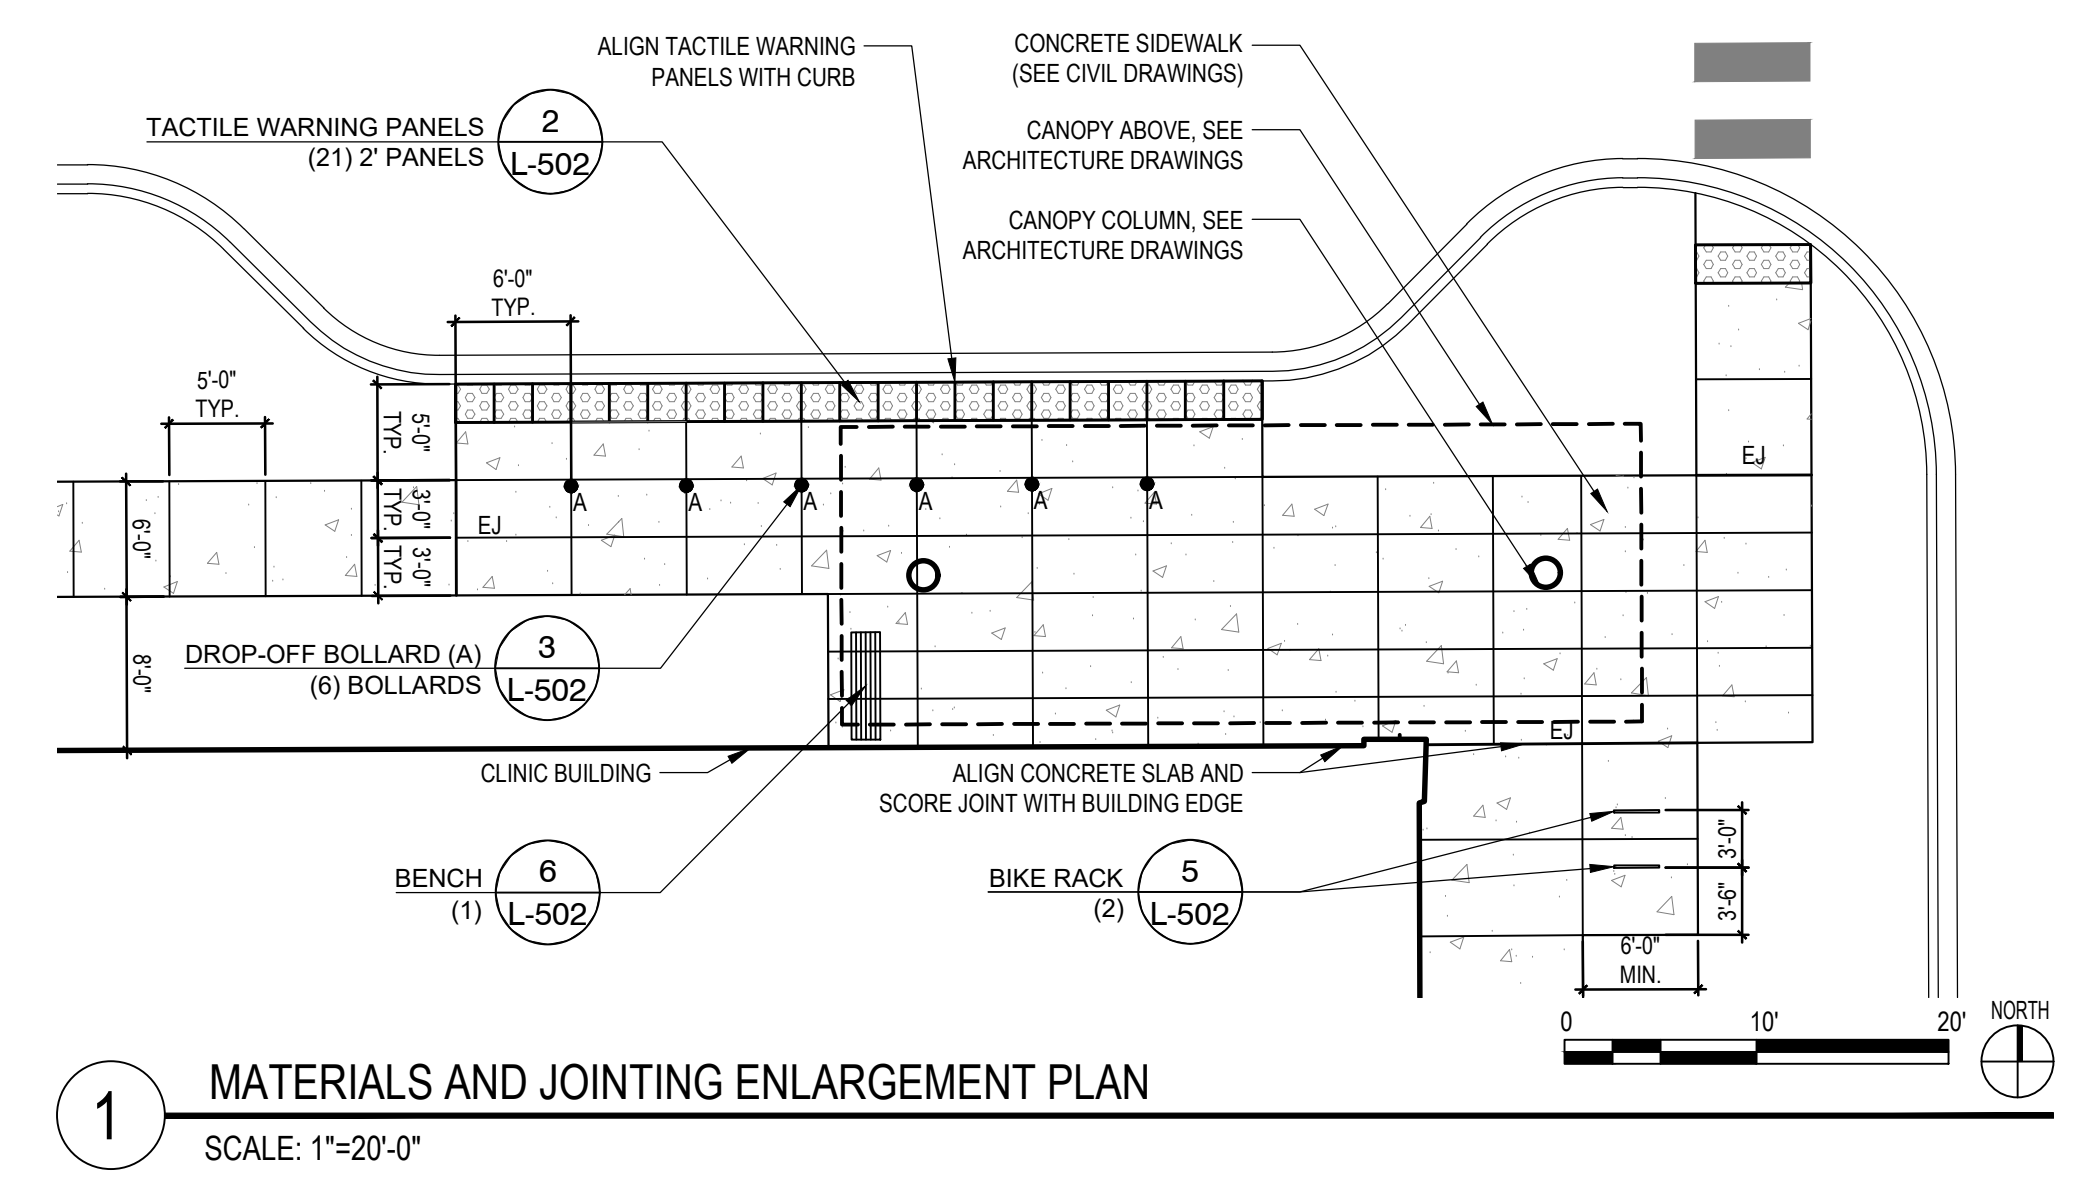 ALIGN TACTILE WARNING
PANELS WITH CURB
CONCRETE SIDEWALK
(SEE CIVIL DRAWINGS)
TACTILE WARNING PANELS
(21) 2' PANELS
2
L-502
CANOPY ABOVE, SEE
ARCHITECTURE DRAWINGS
CANOPY COLUMN, SEE
ARCHITECTURE DRAWINGS
6'-0"
TYP.
5'-0"
TYP.
5'-0"
TYP.
3'-0"
TYP.
3'-0"
TYP.
6'-0"
8'-0"
EJ
A
A
A
A
A
A
EJ
DROP-OFF BOLLARD (A)
(6) BOLLARDS
3
L-502
EJ
CLINIC BUILDING
ALIGN CONCRETE SLAB AND
SCORE JOINT WITH BUILDING EDGE
BENCH
(1)
6
L-502
BIKE RACK
(2)
5
L-502
3'-0"
3'-6"
6'-0"
MIN.
0 10' 20'
NORTH
1
MATERIALS AND JOINTING ENLARGEMENT PLAN
SCALE: 1"=20'-0"